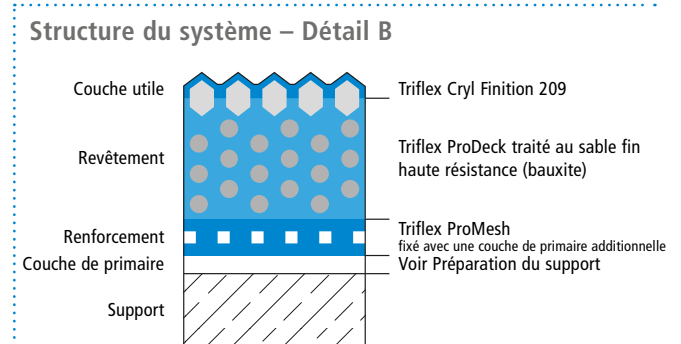 Structure du système – Détail B
Couche utile
Triflex Cryl Finition 209
Revêtement
Triflex ProDeck traité au sable fin
haute résistance (bauxite)
Renforcement
Triflex ProMesh
fixé avec une couche de primaire additionnelle
Couche de primaire
Voir Préparation du support
Support